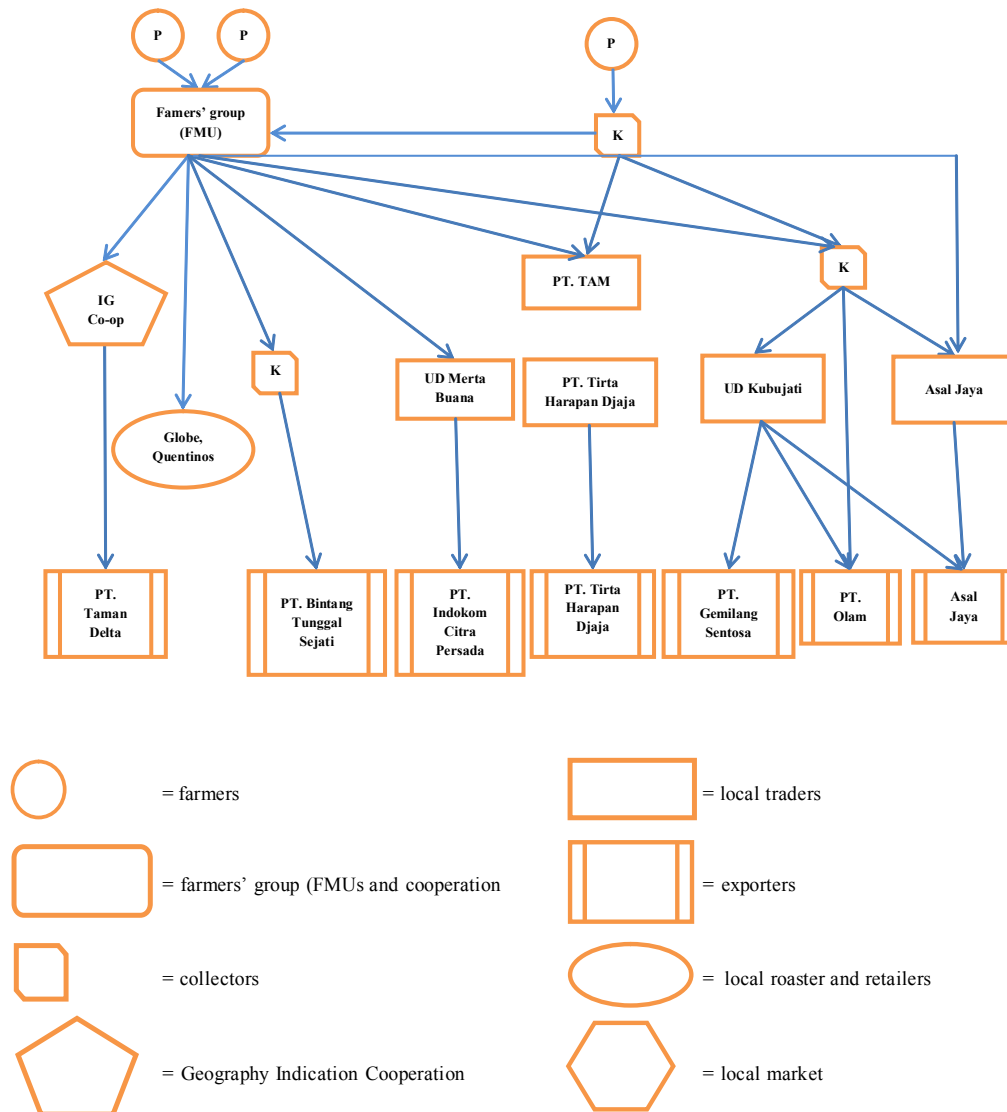 P
P
P
Famers’ group
(FMU)
K
PT. TAM
K
IG
Co-op
K
UD Merta
Buana
PT. Tirta
Harapan Djaja
UD Kubujati
Asal Jaya
Globe,
Quentinos
PT.
Taman
Delta
PT. Bintang
Tunggal
Sejati
PT.
Indokom
Citra
Persada
PT. Tirta
Harapan
Djaja
PT.
Gemilang
Sentosa
PT.
Olam
Asal
Jaya
= farmers
= local traders
= farmers’ group (FMUs and cooperation
= exporters
= collectors
= local roaster and retailers
= Geography Indication Cooperation
= local market